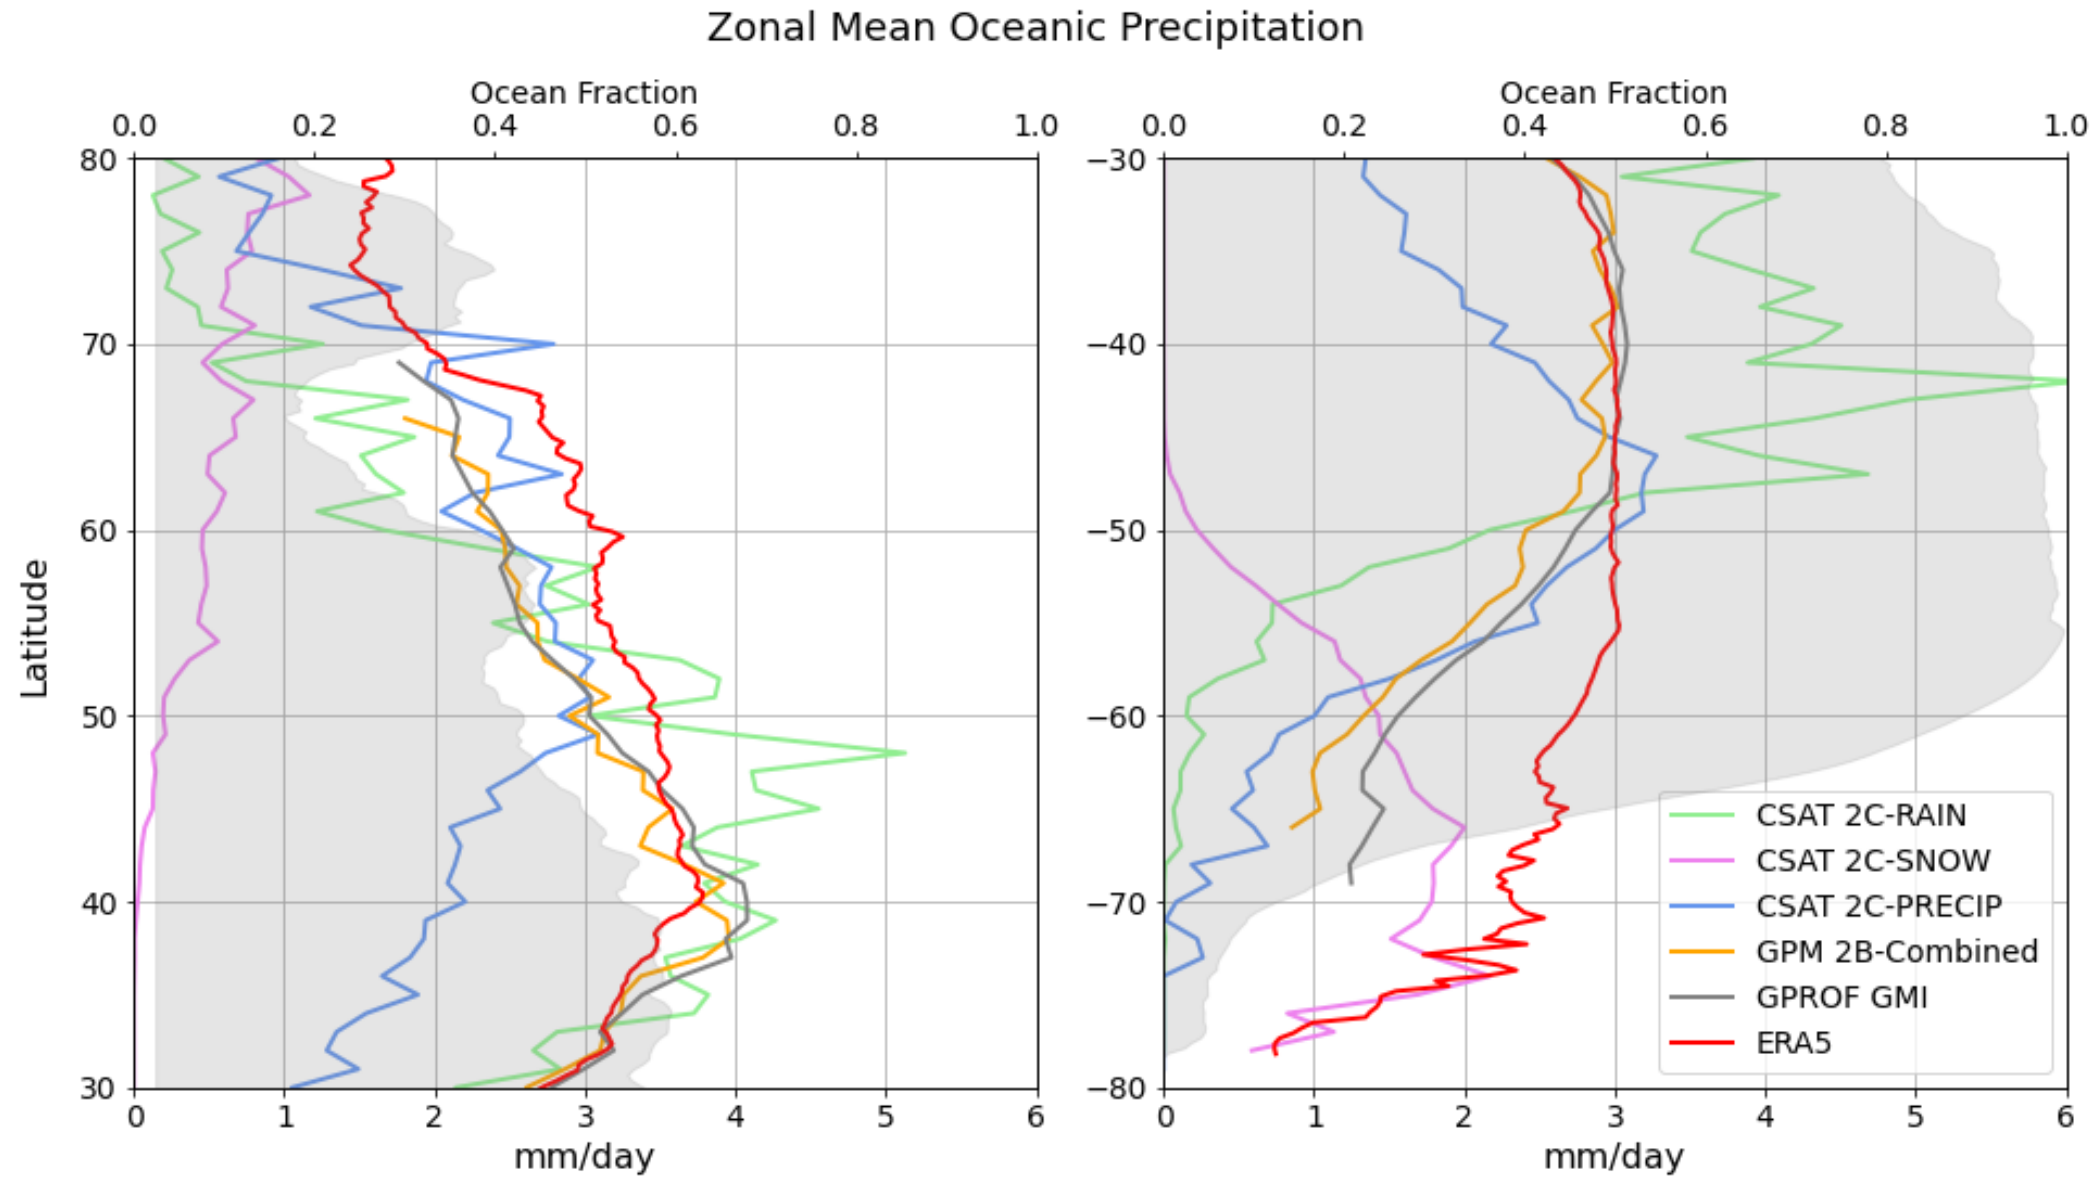 Zonal Mean Oceanic Precipitation
Ocean Fraction
0.0 0.2 0.4 0.6 0.8 1.0
80
70
60
50
40
30
Latitude
0 1 2 3 4 5 6
mm/day
Ocean Fraction
0.0 0.2 0.4 0.6 0.8 1.0
−30
−40
−50
−60
−70
−80
CSAT 2C-RAIN
CSAT 2C-SNOW
CSAT 2C-PRECIP
GPM 2B-Combined
GPROF GMI
ERA5
0 1 2 3 4 5 6
mm/day